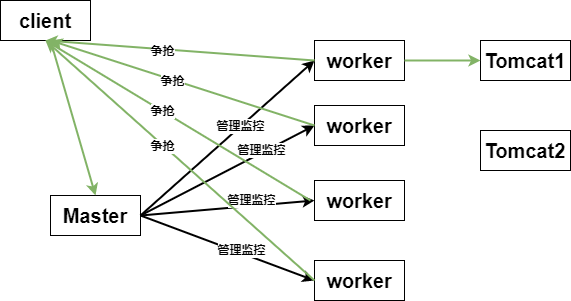 client
争抢
worker
Tomcat1
争抢
争抢
管理监控
worker
争抢
管理监控
Tomcat2
Master
管理监控
worker
管理监控
worker